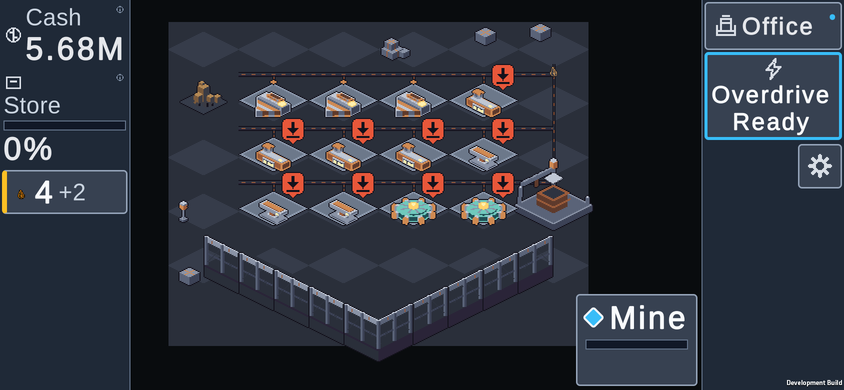 Cash
5.68M
Store
0%
4 +2
Office
Overdrive
Ready
Mine
Development Build